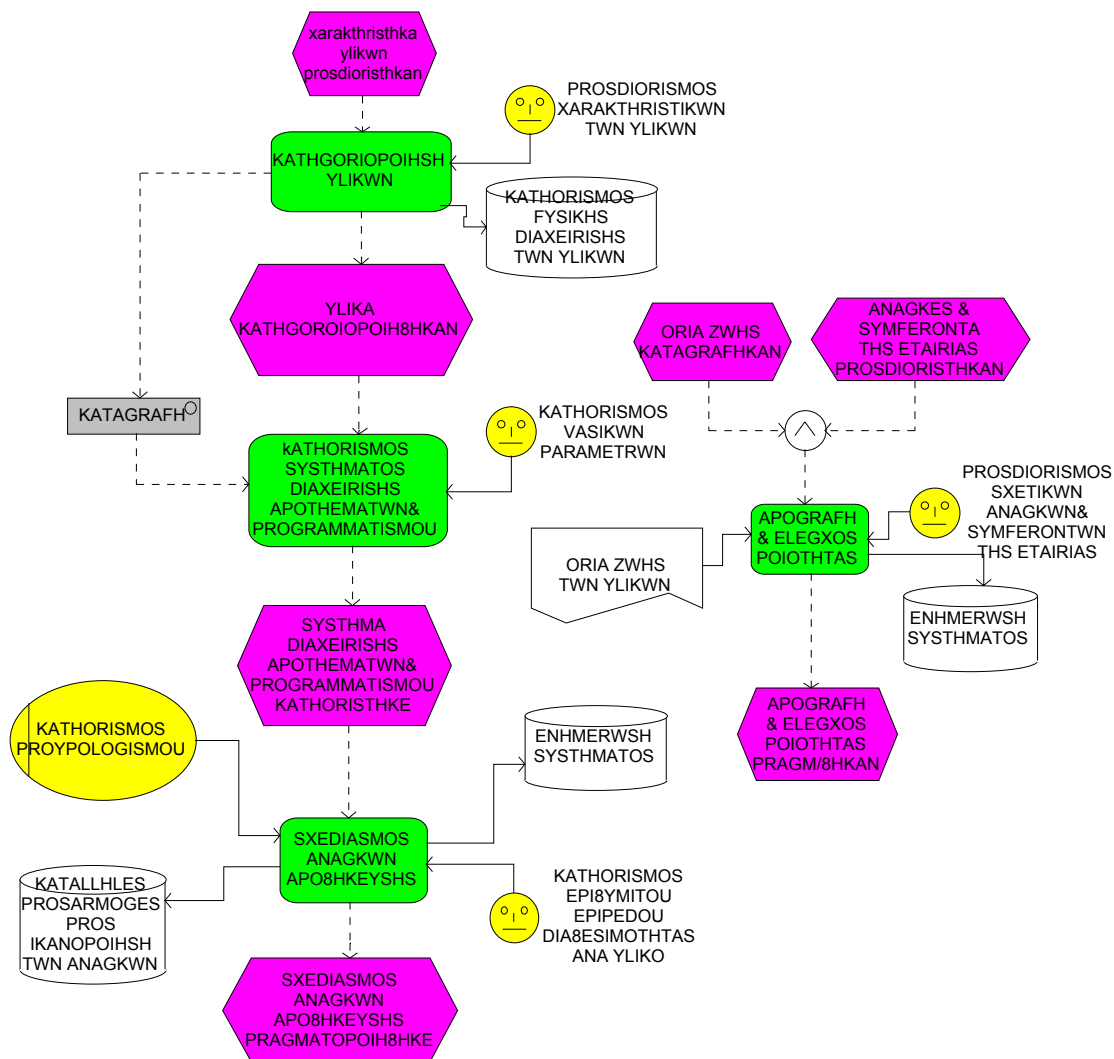 xarakthristhka
ylikwn
prosdioristhkan
PROSDIORISMOS
XARAKTHRISTIKWN
TWN YLIKWN
KATHGORIOPOIHSH
YLIKWN
KATHORISMOS
FYSIKHS
DIAXEIRISHS
TWN YLIKWN
YLIKA
KATHGOROIOPOIH8HKAN
KATAGRAFH
KATHORISMOS
VASIKWN
PARAMETRWN
kATHORISMOS
SYSTHMATOS
DIAXEIRISHS
APOTHEMATWN&
PROGRAMMATISMOU
SYSTHMA
DIAXEIRISHS
APOTHEMATWN&
PROGRAMMATISMOU
KATHORISTHKE
KATHORISMOS
PROYPOLOGISMOU
ENHMERWSH
SYSTHMATOS
SXEDIASMOS
ANAGKWN
APO8HKEYSHS
KATALLHLES
PROSARMOGES
PROS
IKANOPOIHSH
TWN ANAGKWN
KATHORISMOS
EPI8YMITOU
EPIPEDOU
DIA8ESIMOTHTAS
ANA YLIKO
SXEDIASMOS
ANAGKWN
APO8HKEYSHS
PRAGMATOPOIH8HKE
ORIA ZWHS
KATAGRAFHKAN
ANAGKES &
SYMFERONTA
THS ETAIRIAS
PROSDIORISTHKAN
PROSDIORISMOS
SXETIKWN
ANAGKWN&
SYMFERONTWN
THS ETAIRIAS
APOGRAFH
& ELEGXOS
POIOTHTAS
ORIA ZWHS
TWN YLIKWN
ENHMERWSH
SYSTHMATOS
APOGRAFH
& ELEGXOS
POIOTHTAS
PRAGM/8HKAN